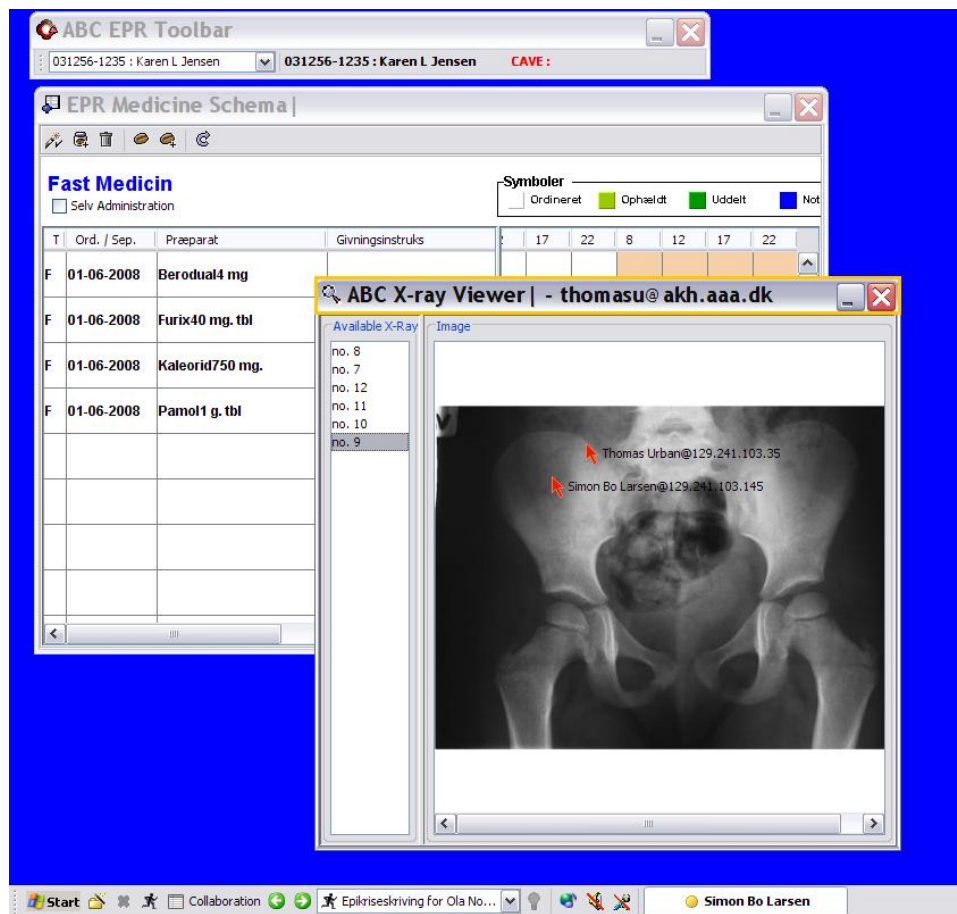 ABC EPR Toolbar
031256-1235 : Karen L Jensen 031256-1235 : Karen L Jensen CAVE :
EPR Medicine Schema|
Fast Medicin
Selv Administration
Symboler
Ordineret Ophældt Uddelt Not
T Ord. / Sep. Præparat Givningsinstruks 17 22 8 12 17 22
F 01-06-2008 Berodual4 mg
F 01-06-2008 Furix40 mg. tbl
F 01-06-2008 Kaleorid750 mg.
F 01-06-2008 Pamol1 g. tbl
ABC X-ray Viewer| - thomasu@akh.aaa.dk
Available X-Ray
no. 8
no. 7
no. 12
no. 11
no. 10
no. 9
Image
V
Thomas Urban@129.241.103.35
Simon Bo Larsen@129.241.103.145
Start Collaboration Epikriseskriving for Ola No... Simon Bo Larsen